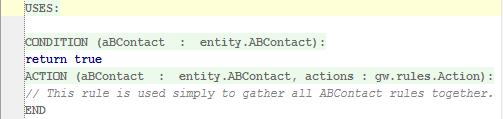 USES:
CONDITION (aBContact  :  entity.ABContact):
return true
ACTION (aBContact  :  entity.ABContact, actions : gw.rules.Action):
// This rule is used simply to gather all ABContact rules together.
END